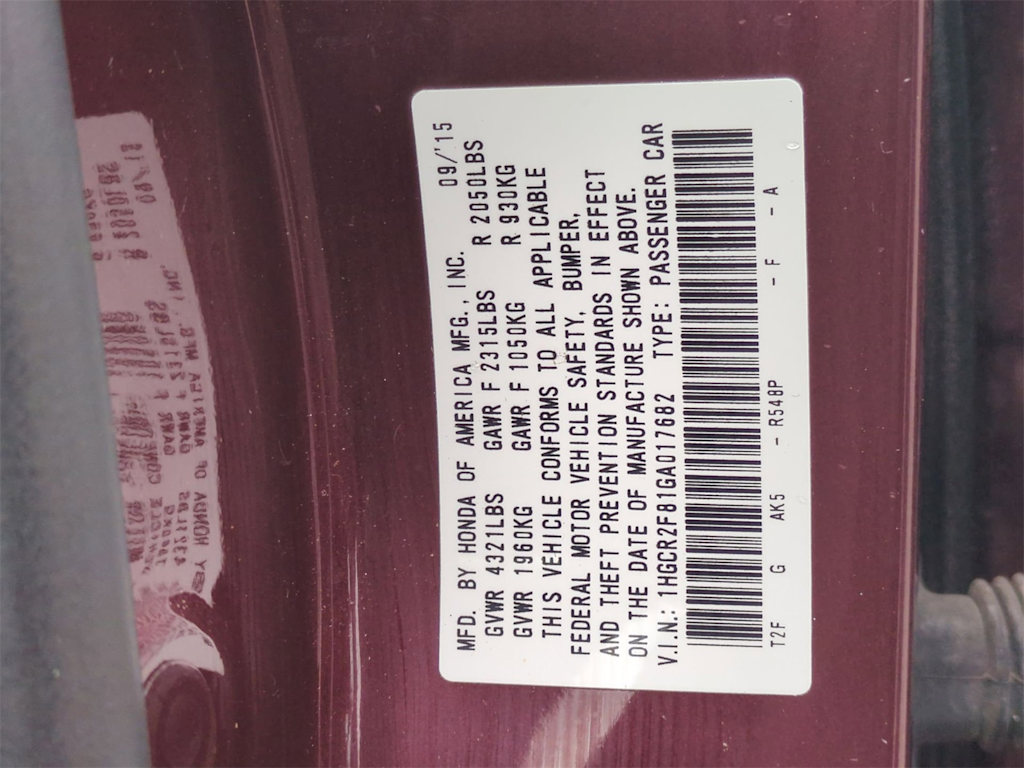 MFD. BY HONDA OF AMERICA MFG., INC. 09/'15
GVWR 4321LBS GAWR F 2315LBS R 2050LBS
GVWR 1960KG GAWR F 1050KG R 930KG
THIS VEHICLE CONFORMS TO ALL APPLICABLE
FEDERAL MOTOR VEHICLE SAFETY, BUMPER,
AND THEFT PREVENTION STANDARDS IN EFFECT
ON THE DATE OF MANUFACTURE SHOWN ABOVE.
V.I.N.: 1HGCR2F81GA017682 TYPE: PASSENGER CAR
T2F G AK5 - R548P - F - A